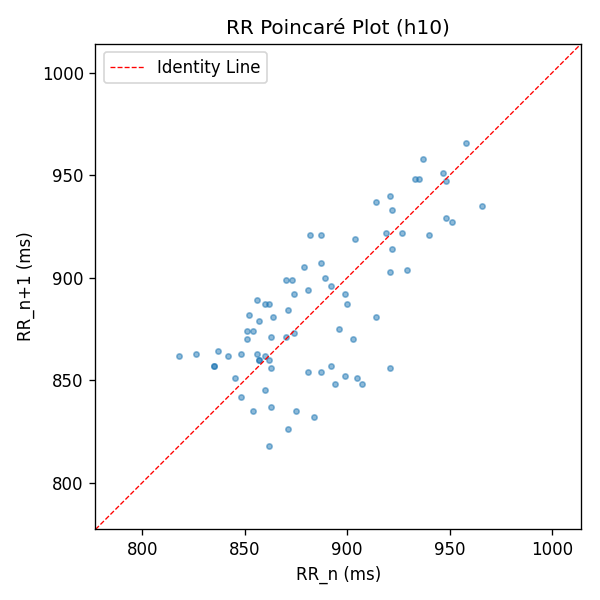 RR Poincaré Plot (h10)
Identity Line
1000
950
900
850
800
RR_n+1 (ms)
800 850 900 950 1000
RR_n (ms)